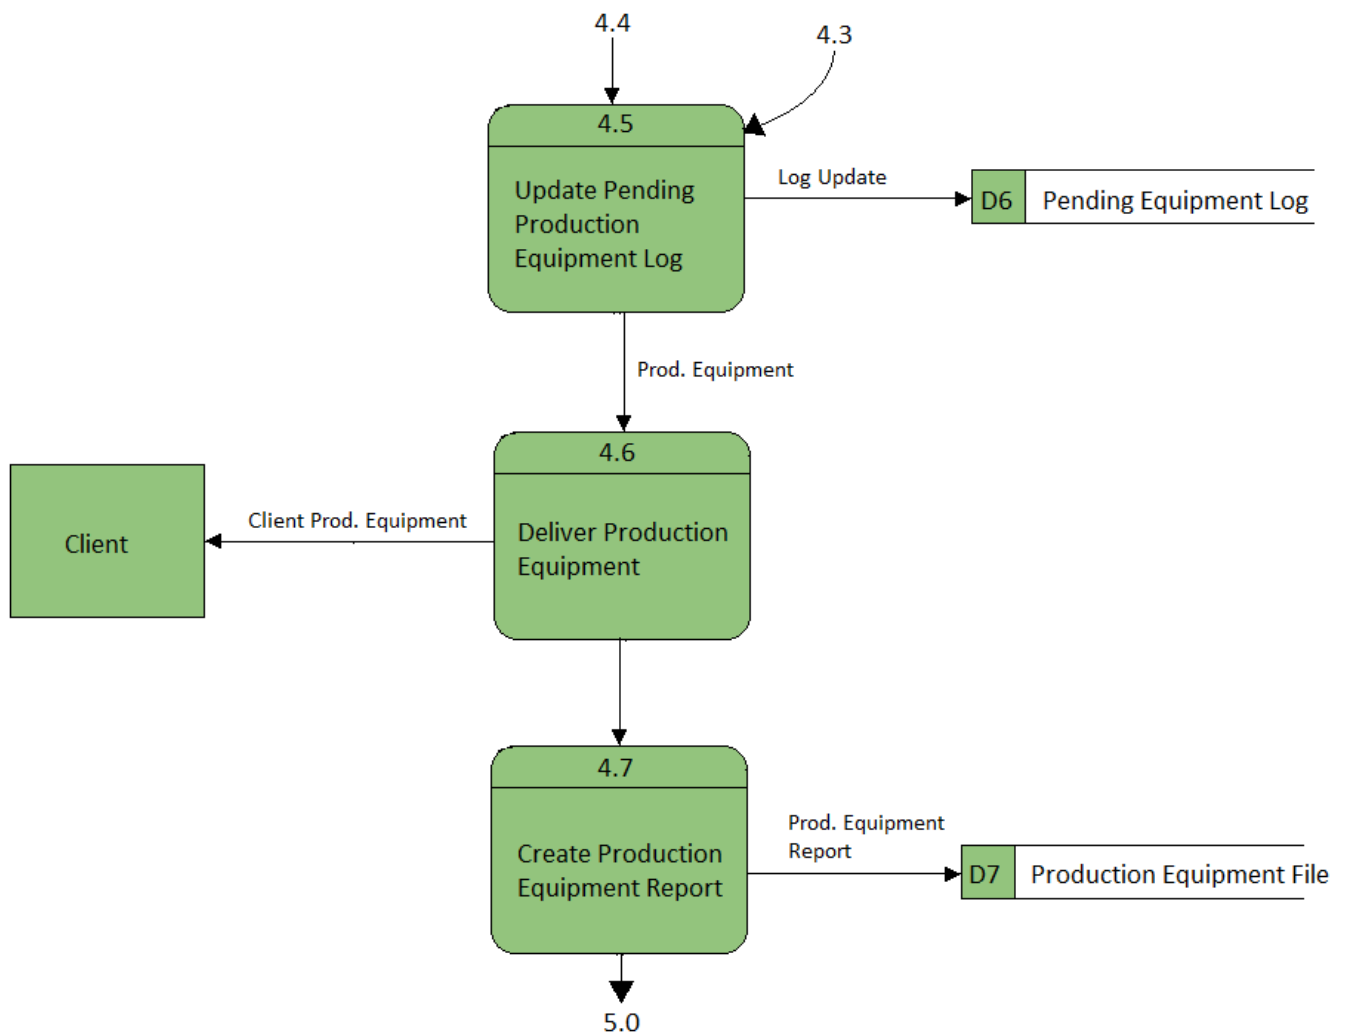 4.4
4.3
4.5
Update Pending
Production
Equipment Log
Log Update
D6
Pending Equipment Log
Prod. Equipment
4.6
Deliver Production
Equipment
Client Prod. Equipment
Client
4.7
Create Production
Equipment Report
Prod. Equipment
Report
D7
Production Equipment File
5.0